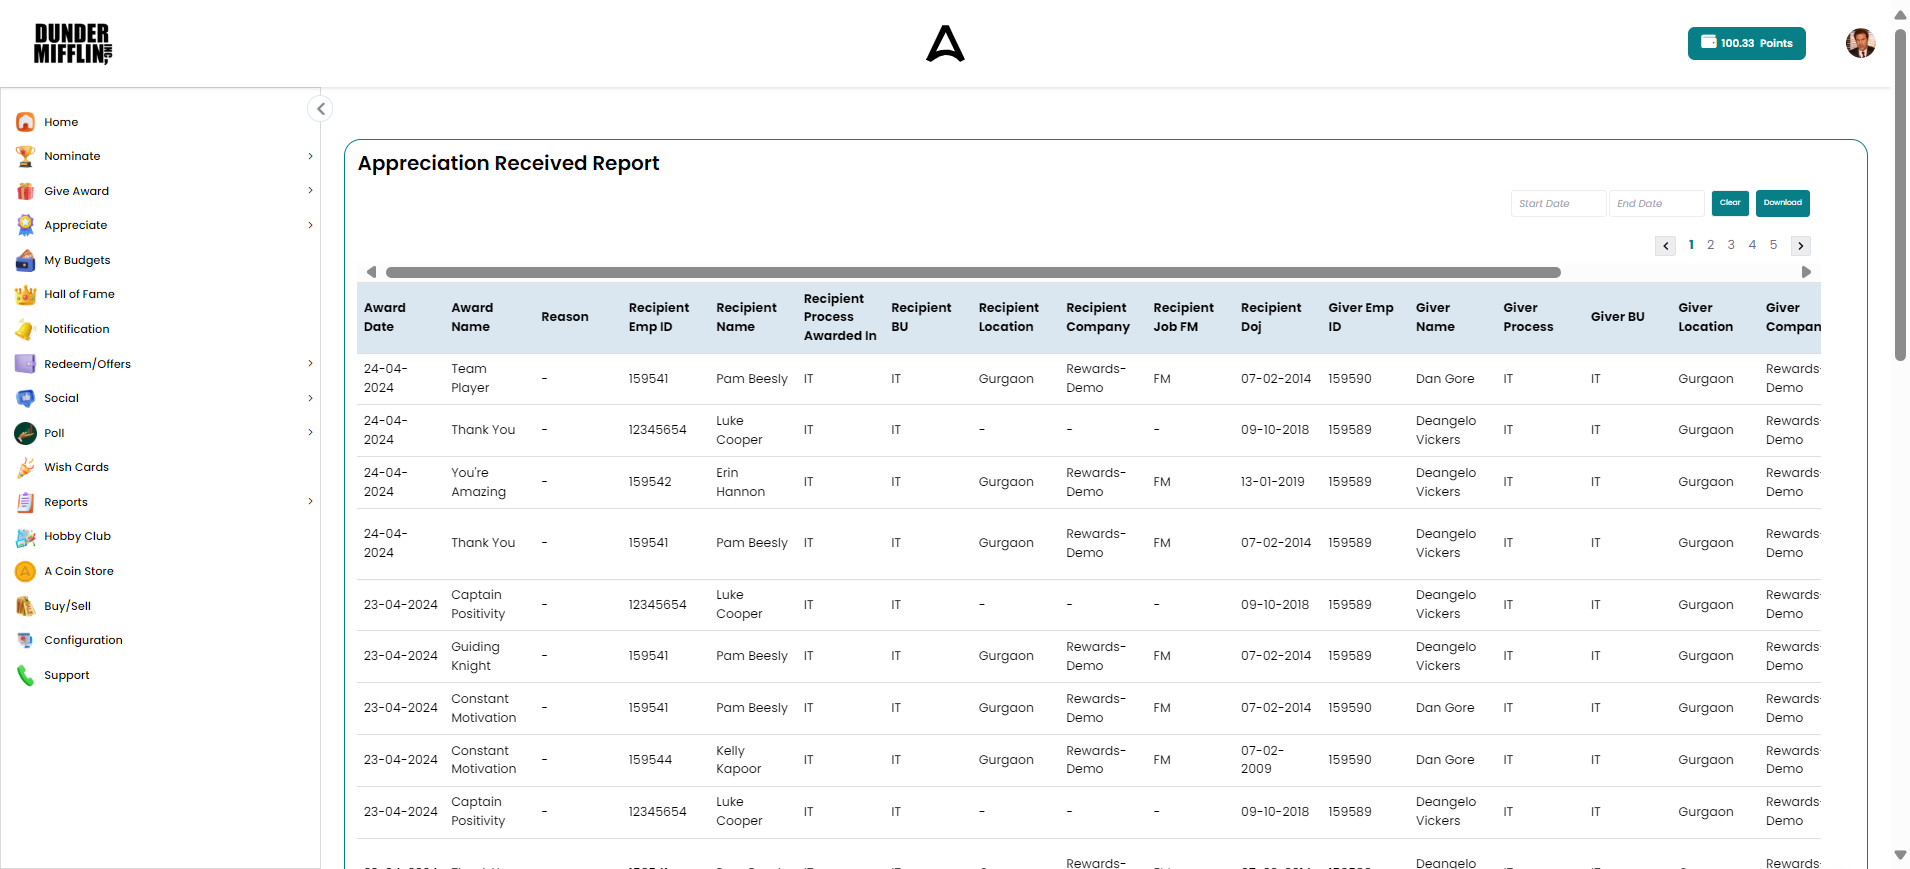 DUNDER
MIFFLIN, INC
100.33 Points
Home
Nominate
Give Award
Appreciate
My Budgets
Hall of Fame
Notification
Redeem/Offers
Social
Poll
Wish Cards
Reports
Hobby Club
A Coin Store
Buy/Sell
Configuration
Support
Appreciation Received Report
Start Date End Date Clear Download
1 2 3 4 5
Award Date Award Name Reason Recipient Emp ID Recipient Name Recipient Process Awarded In Recipient BU Recipient Location Recipient Company Recipient Job FM Recipient Doj Giver Emp ID Giver Name Giver Process Giver BU Giver Location Giver Compan
24-04-2024 Team Player - 159541 Pam Beesly IT IT Gurgaon Rewards-Demo FM 07-02-2014 159590 Dan Gore IT IT Gurgaon Rewards-Demo
24-04-2024 Thank You - 12345654 Luke Cooper IT IT - - - 09-10-2018 159589 Deangelo Vickers IT IT Gurgaon Rewards-Demo
24-04-2024 You're Amazing - 159542 Erin Hannon IT IT Gurgaon Rewards-Demo FM 13-01-2019 159589 Deangelo Vickers IT IT Gurgaon Rewards-Demo
24-04-2024 Thank You - 159541 Pam Beesly IT IT Gurgaon Rewards-Demo FM 07-02-2014 159589 Deangelo Vickers IT IT Gurgaon Rewards-Demo
23-04-2024 Captain Positivity - 12345654 Luke Cooper IT IT - - - 09-10-2018 159589 Deangelo Vickers IT IT Gurgaon Rewards-Demo
23-04-2024 Guiding Knight - 159541 Pam Beesly IT IT Gurgaon Rewards-Demo FM 07-02-2014 159589 Deangelo Vickers IT IT Gurgaon Rewards-Demo
23-04-2024 Constant Motivation - 159541 Pam Beesly IT IT Gurgaon Rewards-Demo FM 07-02-2014 159590 Dan Gore IT IT Gurgaon Rewards-Demo
23-04-2024 Constant Motivation - 159544 Kelly Kapoor IT IT Gurgaon Rewards-Demo FM 07-02-2009 159590 Dan Gore IT IT Gurgaon Rewards-Demo
23-04-2024 Captain Positivity - 12345654 Luke Cooper IT IT - - - 09-10-2018 159589 Deangelo Vickers IT IT Gurgaon Rewards-Demo
Rewards- Deangelo Rewards-